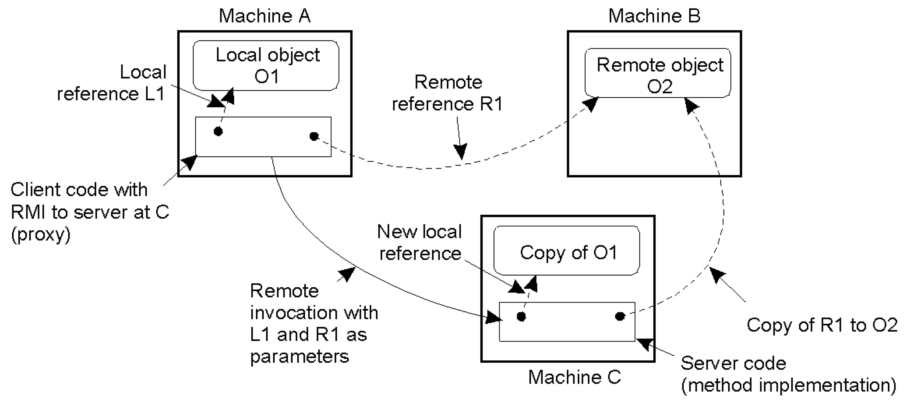 Machine A
Machine B
Local object
O1
Remote object
O2
Local
reference L1
Remote
reference R1
Client code with
RMI to server at C
(proxy)
New local
reference
Copy of O1
Remote
invocation with
L1 and R1 as
parameters
Copy of R1 to O2
Server code
(method implementation)
Machine C